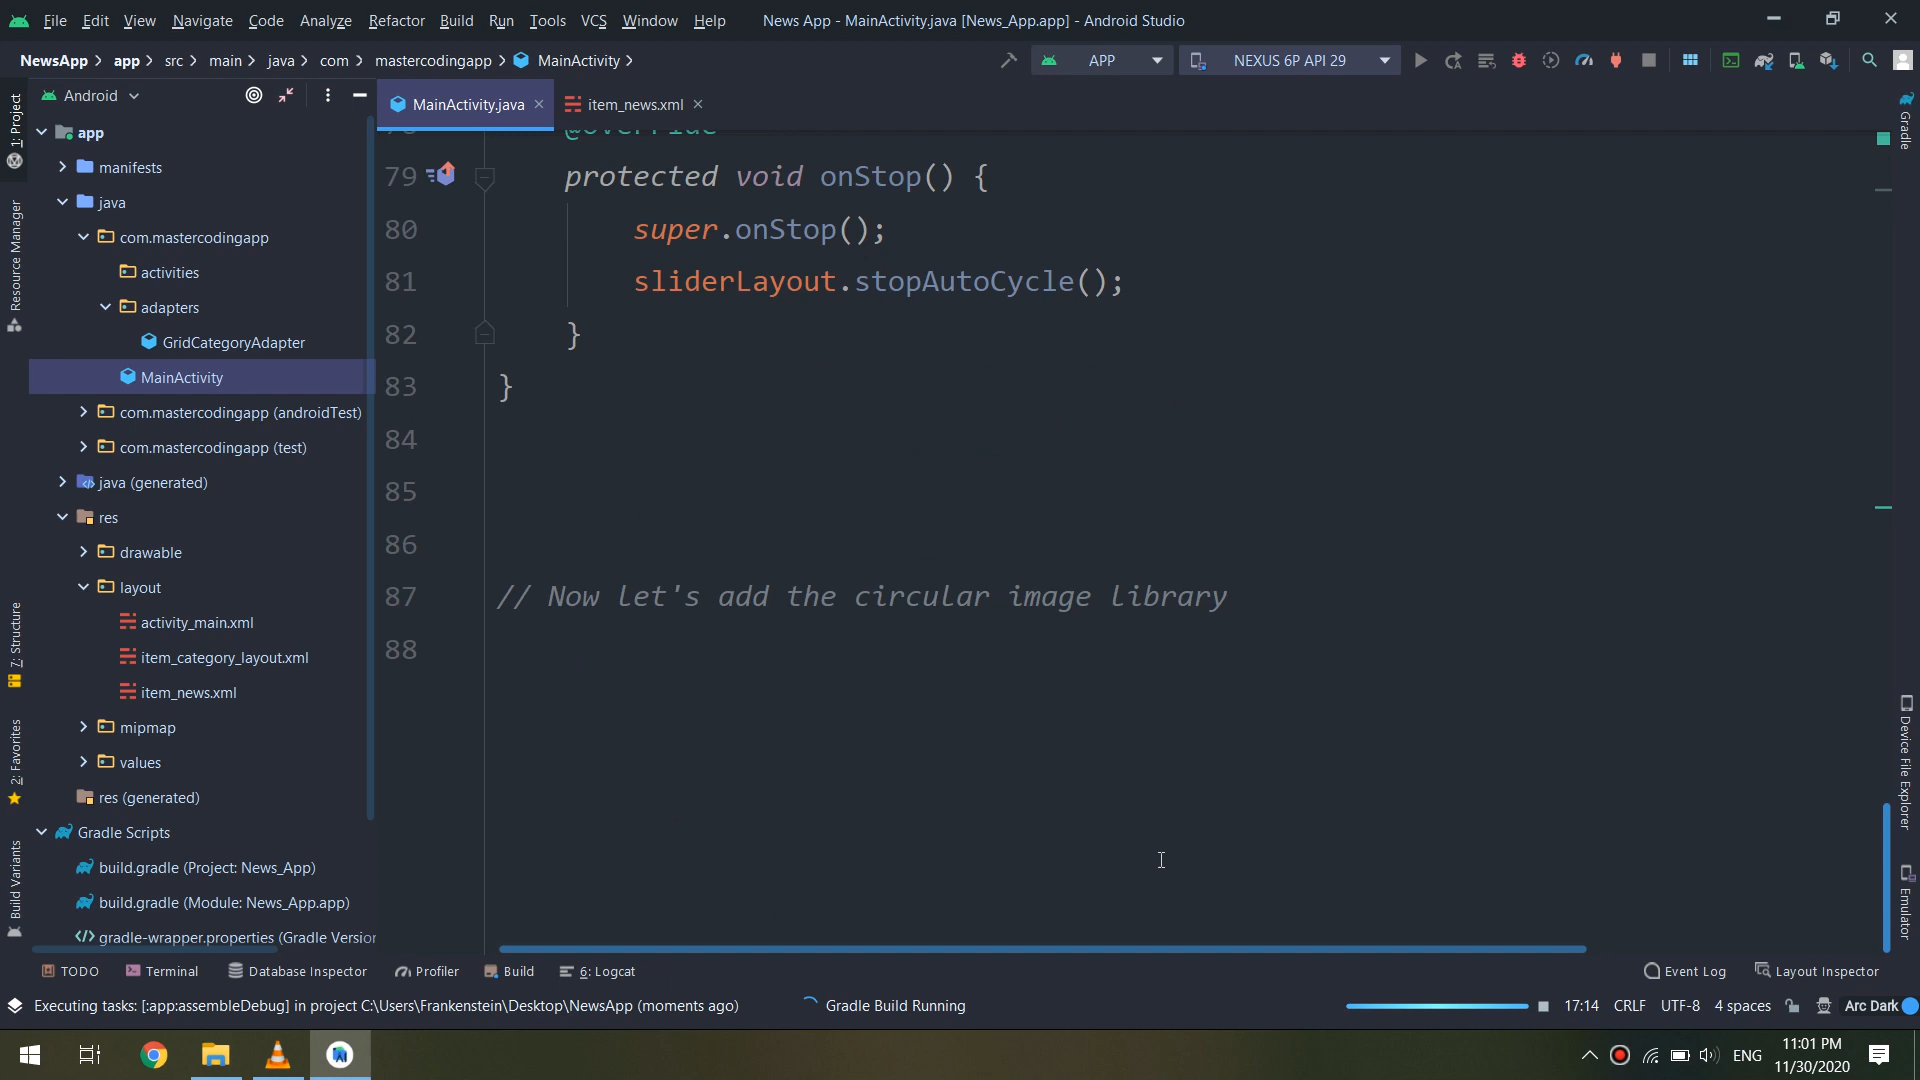 File Edit View Navigate Code Analyze Refactor Build Run Tools VCS Window Help News App - MainActivity.java [News_App.app] - Android Studio
NewsApp app src main java com mastercodingapp MainActivity APP NEXUS 6P API 29
Android
MainActivity.java
item_news.xml
1: Project
Resource Manager
7: Structure
2: Favorites
Build Variants
app
manifests
java
com.mastercodingapp
activities
adapters
GridCategoryAdapter
MainActivity
com.mastercodingapp (androidTest)
com.mastercodingapp (test)
java (generated)
res
drawable
layout
activity_main.xml
item_category_layout.xml
item_news.xml
mipmap
values
res (generated)
Gradle Scripts
build.gradle (Project: News_App)
build.gradle (Module: News_App.app)
gradle-wrapper.properties (Gradle Version
79 protected void onStop() {
80 super.onStop();
81 sliderLayout.stopAutoCycle();
82 }
83 }
84
85
86
87 // Now let's add the circular image library
88
Gradle
Device File Explorer
Emulator
TODO Terminal Database Inspector Profiler Build 6: Logcat Event Log Layout Inspector
Executing tasks: [:app:assembleDebug] in project C:\Users\Frankenstein\Desktop\NewsApp (moments ago) Gradle Build Running 17:14 CRLF UTF-8 4 spaces Arc Dark
ENG
11:01 PM
11/30/2020